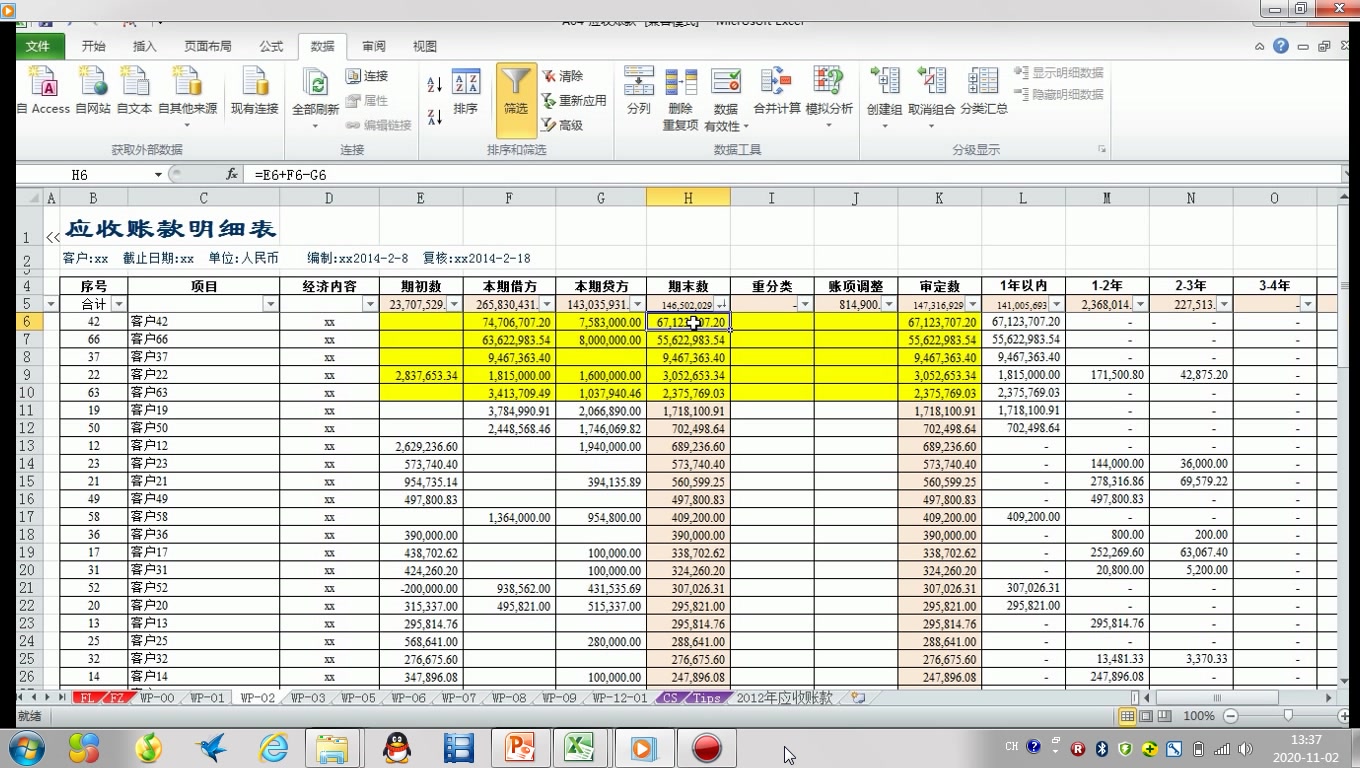 文件 开始 插入 页面布局 公式 数据 审阅 视图
自 Access 自网站 自文本 自其他来源 现有连接 全部刷新 连接 属性 编辑链接 排序 筛选 清除 重新应用 高级 分列 删除重复项 数据有效性 合并计算 模拟分析 创建组 取消组合 分类汇总 显示明细数据 隐藏明细数据
获取外部数据 连接 排序和筛选 数据工具 分级显示
H6 fx =E6+F6-G6
A B C D E F G H I J K L M N O
1 << 应收账款明细表
2 客户:xx 截止日期:xx 单位:人民币 编制:xx2014-2-8 复核:xx2014-2-18
4 序号 项目 经济内容 期初数 本期借方 本期贷方 期末数 重分类 账项调整 审定数 1年以内 1-2年 2-3年 3-4年
5 合计 23,707,529. 265,830,431. 143,035,931. 146,502,029 - 814,900. 147,316,929 141,005,693 2,368,014. 227,513. -
6 42 客户42 xx 74,706,707.20 7,583,000.00 67,123,707.20 67,123,707.20 - - -
7 66 客户66 xx 63,622,983.54 8,000,000.00 55,622,983.54 55,622,983.54 55,622,983.54 - - -
8 37 客户37 xx 9,467,363.40 9,467,363.40 9,467,363.40 9,467,363.40 - - -
9 22 客户22 xx 2,837,653.34 1,815,000.00 1,600,000.00 3,052,653.34 3,052,653.34 1,815,000.00 171,500.80 42,875.20 -
10 63 客户63 xx 3,413,709.49 1,037,940.46 2,375,769.03 2,375,769.03 2,375,769.03 - - -
11 19 客户19 xx 3,784,990.91 2,066,890.00 1,718,100.91 1,718,100.91 1,718,100.91 - - -
12 50 客户50 xx 2,448,568.46 1,746,069.82 702,498.64 702,498.64 702,498.64 - - -
13 12 客户12 xx 2,629,236.60 1,940,000.00 689,236.60 689,236.60 - - - -
14 23 客户23 xx 573,740.40 573,740.40 573,740.40 - 144,000.00 36,000.00 -
15 21 客户21 xx 954,735.14 394,135.89 560,599.25 560,599.25 - 278,316.86 69,579.22 -
16 49 客户49 xx 497,800.83 497,800.83 497,800.83 - 497,800.83 - -
17 58 客户58 xx 1,364,000.00 954,800.00 409,200.00 409,200.00 409,200.00 - - -
18 36 客户36 xx 390,000.00 390,000.00 390,000.00 - 800.00 200.00 -
19 17 客户17 xx 438,702.62 100,000.00 338,702.62 338,702.62 - 252,269.60 63,067.40 -
20 31 客户31 xx 424,260.20 100,000.00 324,260.20 324,260.20 - 20,800.00 5,200.00 -
21 52 客户52 xx -200,000.00 938,562.00 431,535.69 307,026.31 307,026.31 307,026.31 - - -
22 20 客户20 xx 315,337.00 495,821.00 515,337.00 295,821.00 295,821.00 295,821.00 - - -
23 13 客户13 xx 295,814.76 295,814.76 295,814.76 - 295,814.76 - -
24 25 客户25 xx 568,641.00 280,000.00 288,641.00 288,641.00 - - - -
25 32 客户32 xx 276,675.60 276,675.60 276,675.60 - 13,481.33 3,370.33 -
26 14 客户14 xx 347,896.08 100,000.00 247,896.08 247,896.08 - 247,896.08 - -
FL FZ WP-00 WP-01 WP-02 WP-03 WP-05 WP-06 WP-07 WP-08 WP-09 WP-12-01 CS Tips 2012年应收账款
就绪 100%
CH 13:37
2020-11-02